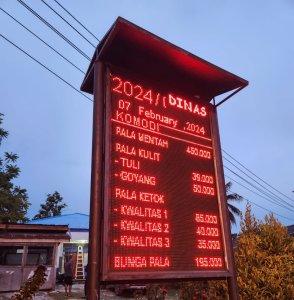 2024/( DINAS
07 February ,2024
KOMODI
PALA MENTAH 450.000
PALA KULIT
- TULI 39.000
- GOYANG 50.000
PALA KETOK
- KWALITAS 1 85.000
- KWALITAS 2 40.000
- KWALITAS 3 35.000
BUNGA PALA 195.000